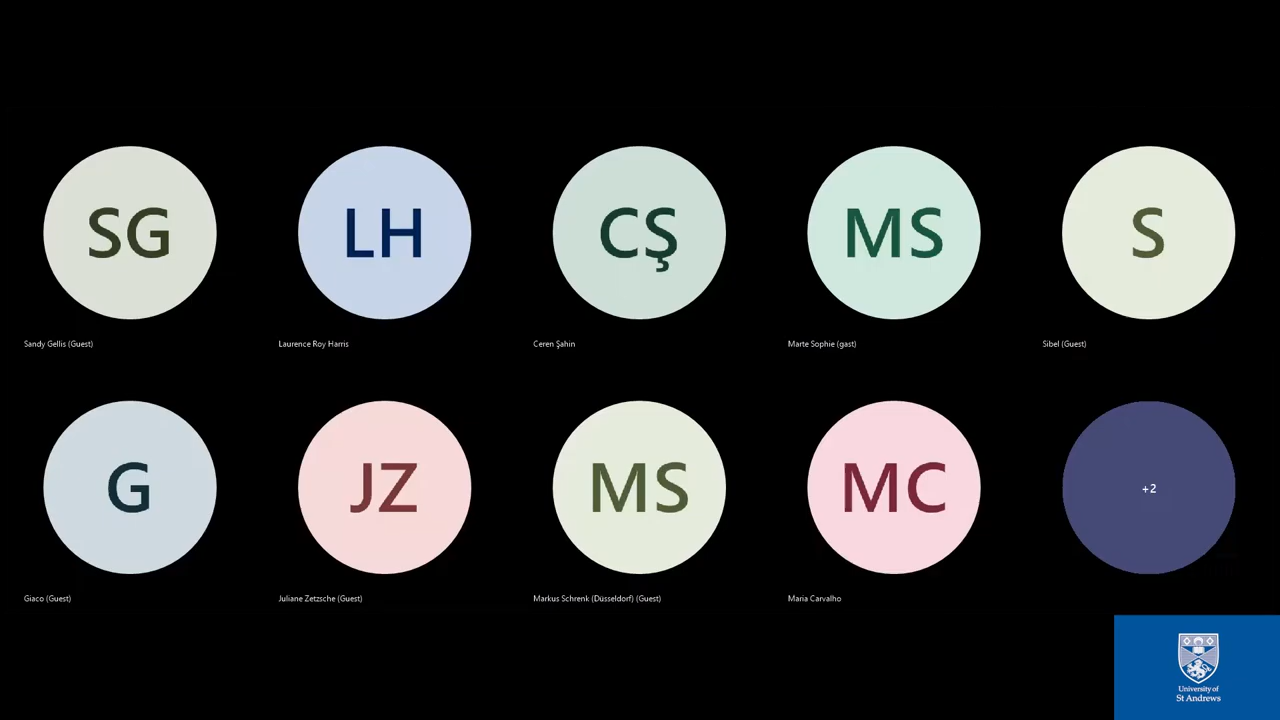 SG
LH
CŞ
MS
S
Sandy Gellis (Guest)
Laurence Roy Harris
Ceren Şahin
Marte Sophie (gast)
Sibel (Guest)
G
JZ
MS
MC
+2
Giaco (Guest)
Juliane Zetzsche (Guest)
Markus Schrenk (Düsseldorf) (Guest)
Maria Carvalho
University of
St Andrews